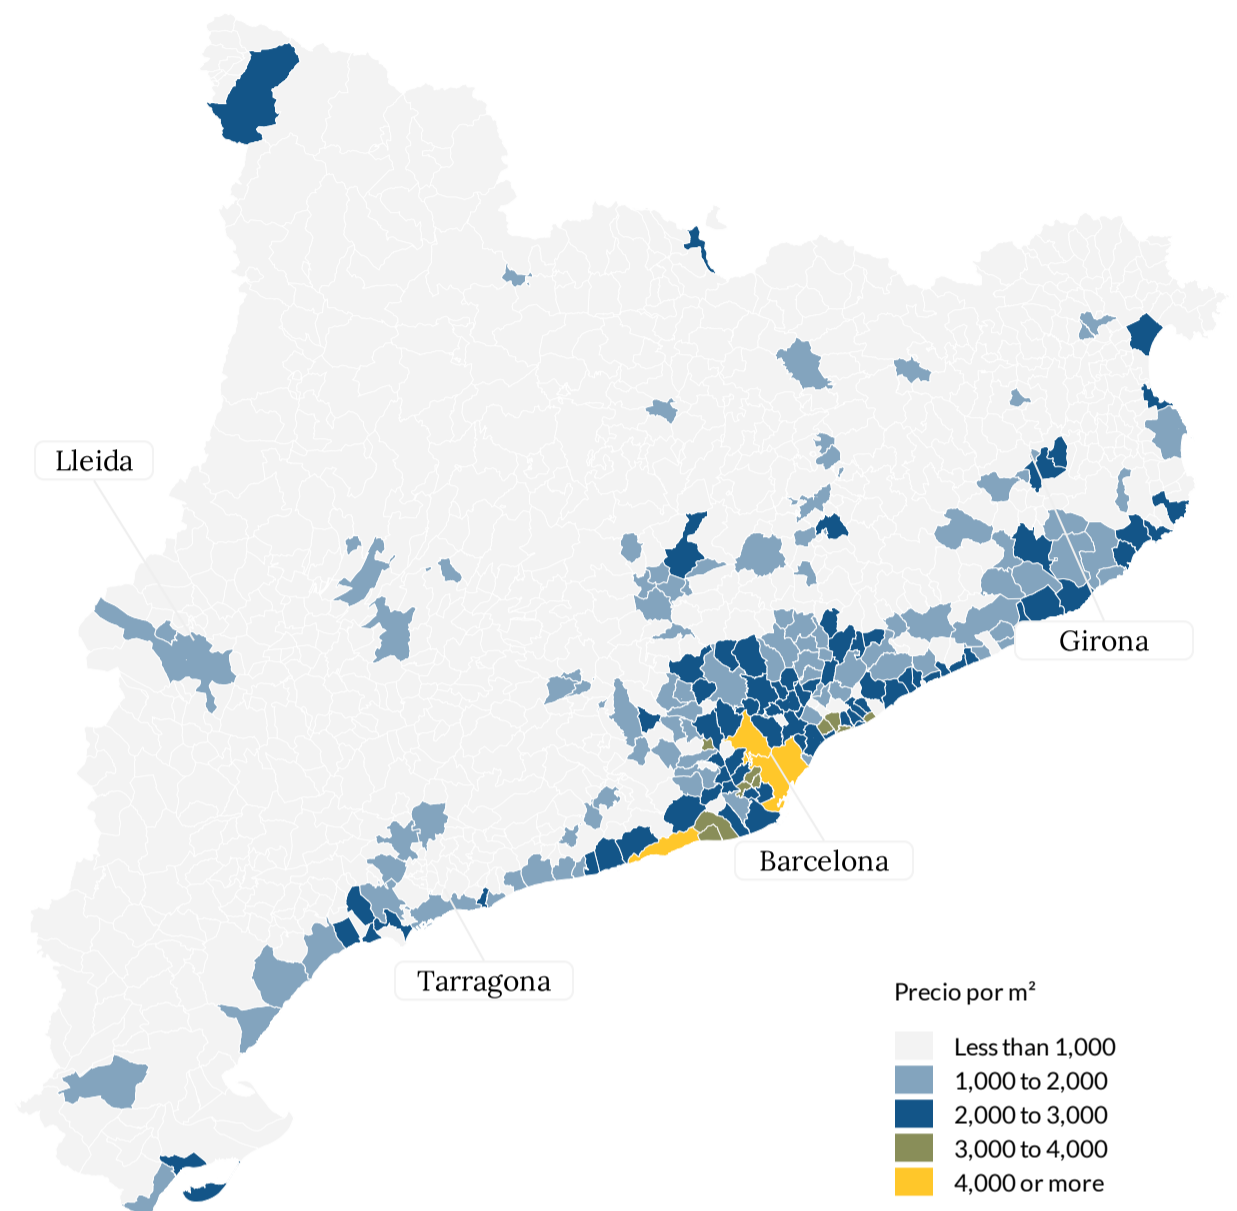 Lleida
Girona
Barcelona
Tarragona
Precio por m²
Less than 1,000
1,000 to 2,000
2,000 to 3,000
3,000 to 4,000
4,000 or more